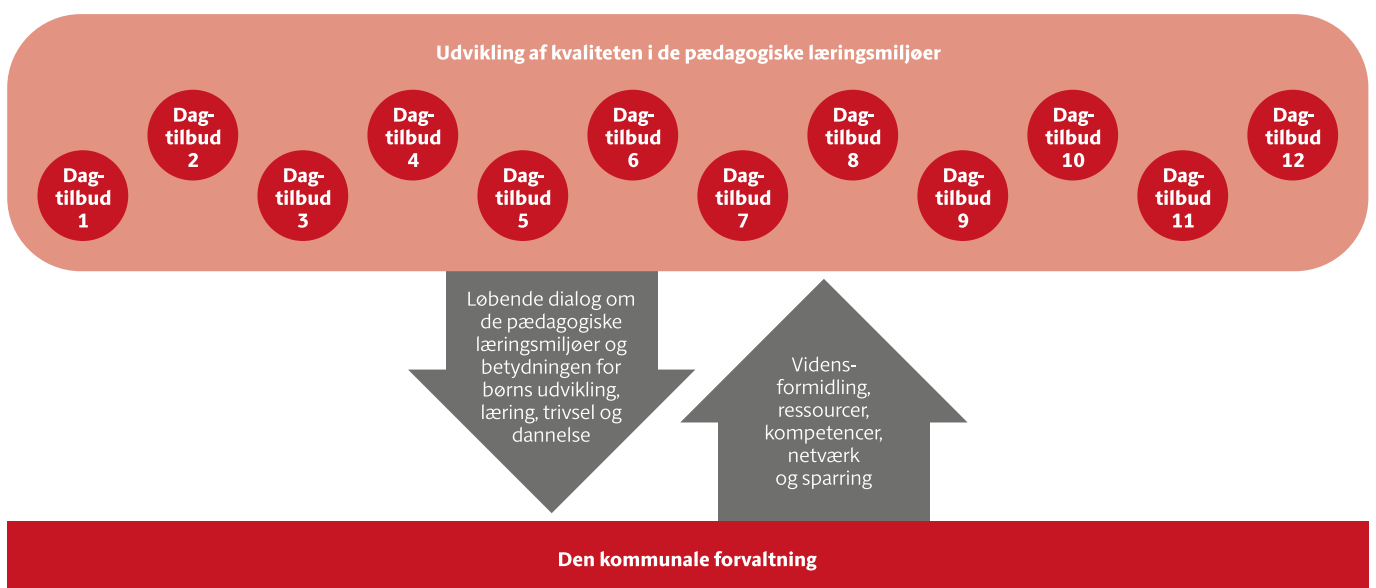 Udvikling af kvaliteten i de pædagogiske læringsmiljøer
Dag-
tilbud
1
Dag-
tilbud
2
Dag-
tilbud
3
Dag-
tilbud
4
Dag-
tilbud
5
Dag-
tilbud
6
Dag-
tilbud
7
Dag-
tilbud
8
Dag-
tilbud
9
Dag-
tilbud
10
Dag-
tilbud
11
Dag-
tilbud
12
Løbende dialog om
de pædagogiske
læringsmiljøer og
betydningen for
børns udvikling,
læring, trivsel og
dannelse
Videns-
formidling,
ressourcer,
kompetencer,
netværk
og sparring
Den kommunale forvaltning